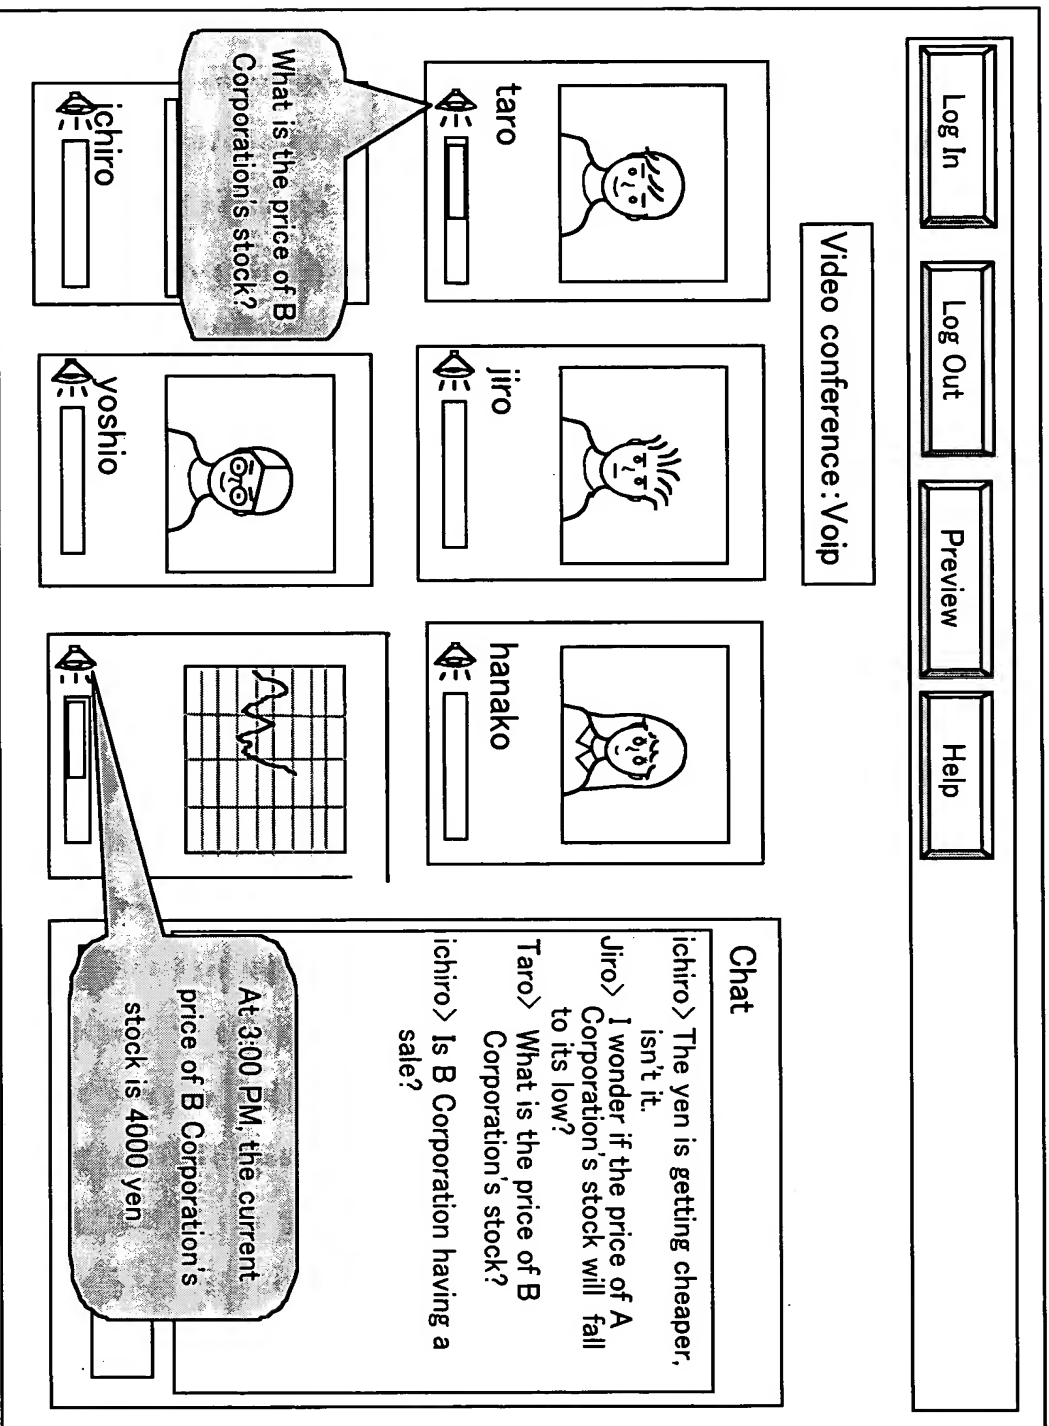 Log In
Log Out
Preview
Help
Video conference:Voip
taro
jiro
hanako
What is the price of B
Corporation's stock?
ichiro
yoshio
Chat
ichiro> The yen is getting cheaper,
isn't it.
Jiro> I wonder if the price of A
Corporation's stock will fall
to its low?
Taro> What is the price of B
Corporation's stock?
ichiro> Is B Corporation having a
sale?
At 3:00 PM, the current
price of B Corporation's
stock is 4000 yen